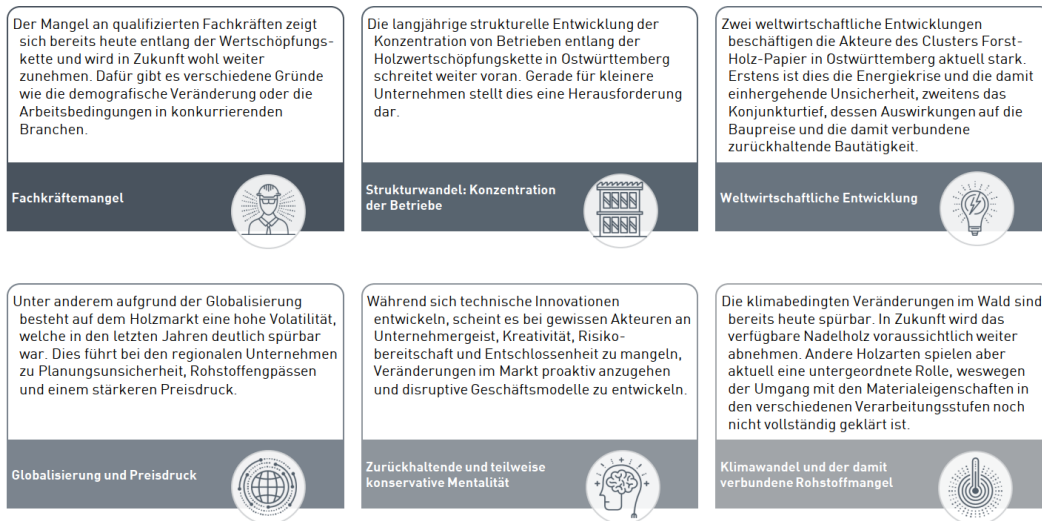 Der Mangel an qualifizierten Fachkräften zeigt
sich bereits heute entlang der Wertschöpfungs-
kette und wird in Zukunft wohl weiter
zunehmen. Dafür gibt es verschiedene Gründe
wie die demografische Veränderung oder die
Arbeitsbedingungen in konkurrierenden
Branchen.
Fachkräftemangel
Die langjährige strukturelle Entwicklung der
Konzentration von Betrieben entlang der
Holzwertschöpfungskette in Ostwürttemberg
schreitet weiter voran. Gerade für kleinere
Unternehmen stellt dies eine Herausforderung
dar.
Strukturwandel: Konzentration
der Betriebe
Zwei weltwirtschaftliche Entwicklungen
beschäftigen die Akteure des Clusters Forst-
Holz-Papier in Ostwürttemberg aktuell stark.
Erstens ist dies die Energiekrise und die damit
einhergehende Unsicherheit, zweitens das
Konjunkturtief, dessen Auswirkungen auf die
Baupreise und die damit verbundene
zurückhaltende Bautätigkeit.
Weltwirtschaftliche Entwicklung
Unter anderem aufgrund der Globalisierung
besteht auf dem Holzmarkt eine hohe Volatilität,
welche in den letzten Jahren deutlich spürbar
war. Dies führt bei den regionalen Unternehmen
zu Planungsunsicherheit, Rohstoffengpässen
und einem stärkeren Preisdruck.
Globalisierung und Preisdruck
Während sich technische Innovationen
entwickeln, scheint es bei gewissen Akteuren an
Unternehmergeist, Kreativität, Risiko-
bereitschaft und Entschlossenheit zu mangeln,
Veränderungen im Markt proaktiv anzugehen
und disruptive Geschäftsmodelle zu entwickeln.
Zurückhaltende und teilweise
konservative Mentalität
Die klimabedingten Veränderungen im Wald sind
bereits heute spürbar. In Zukunft wird das
verfügbare Nadelholz voraussichtlich weiter
abnehmen. Andere Holzarten spielen aber
aktuell eine untergeordnete Rolle, weswegen
der Umgang mit den Materialeigenschaften in
den verschiedenen Verarbeitungsstufen noch
nicht vollständig geklärt ist.
Klimawandel und der damit
verbundene Rohstoffmangel